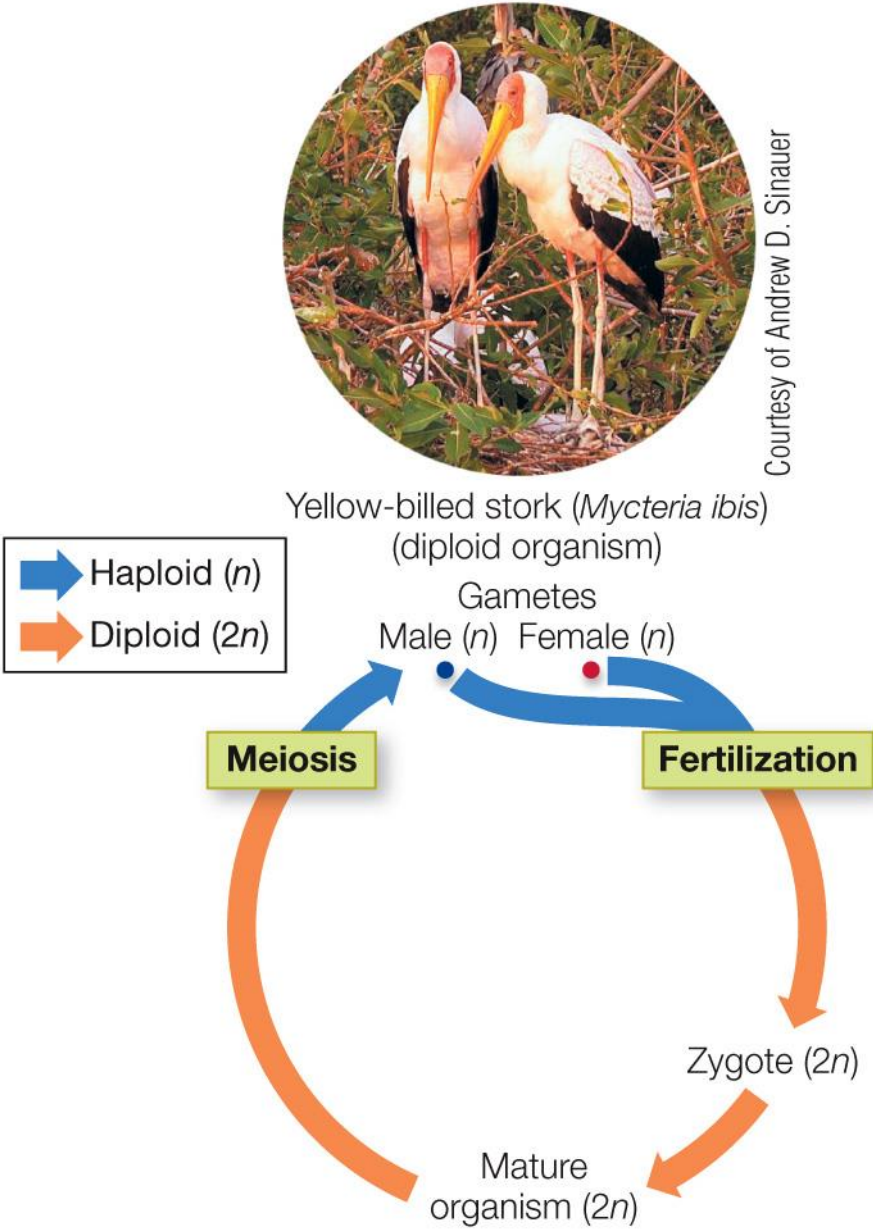 Courtesy of Andrew D. Sinauer
Yellow-billed stork (Mycteria ibis)
(diploid organism)
Haploid (n)
Diploid (2n)
Gametes
Male (n) Female (n)
Meiosis
Fertilization
Zygote (2n)
Mature
organism (2n)